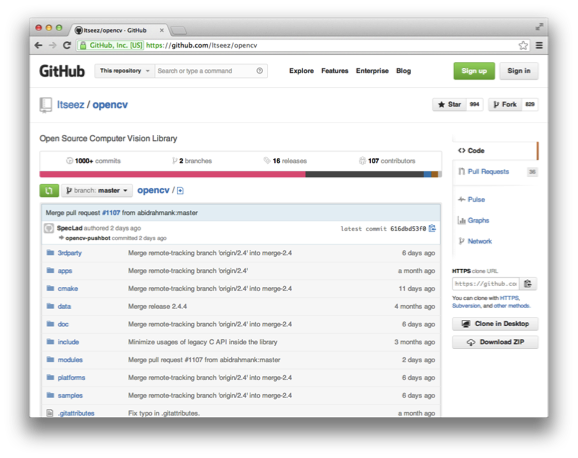 Itseez/opencv · GitHub
GitHub, Inc. [US] https://github.com/Itseez/opencv
GitHub This repository Search or type a command Explore Features Enterprise Blog Sign up Sign in
Itseez / opencv Star 994 Fork 829
Open Source Computer Vision Library
1000+ commits 2 branches 16 releases 107 contributors
branch: master opencv /
Merge pull request #1107 from abidrahmank:master
SpecLad authored 2 days ago latest commit 616dbd53f0
opencv-pushbot committed 2 days ago
3rdparty Merge remote-tracking branch 'origin/2.4' into merge-2.4 6 days ago
apps Merge remote-tracking branch 'origin/2.4' a month ago
cmake Merge remote-tracking branch 'origin/2.4' into merge-2.4 11 days ago
data Merge release 2.4.4 4 months ago
doc Merge remote-tracking branch 'origin/2.4' into merge-2.4 6 days ago
include Minimize usages of legacy C API inside the library 3 months ago
modules Merge pull request #1107 from abidrahmank:master 2 days ago
platforms Merge remote-tracking branch 'origin/2.4' into merge-2.4 6 days ago
samples Merge remote-tracking branch 'origin/2.4' into merge-2.4 6 days ago
.gitattributes Fix typo in .gitattributes. a month ago
Code
Pull Requests 36
Pulse
Graphs
Network
HTTPS clone URL
https://github.co
You can clone with HTTPS,
Subversion, and other methods.
Clone in Desktop
Download ZIP